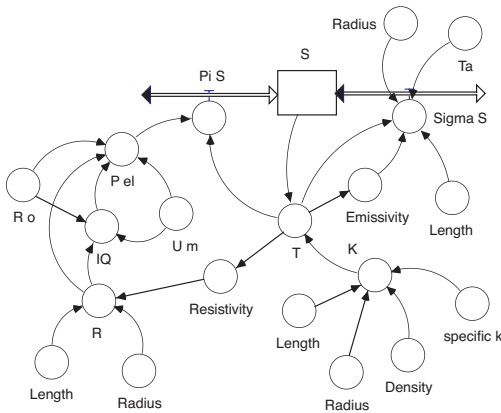 Radius
S
Ta
Pi S
Sigma S
P el
R o
U m
Emissivity
Length
IQ
T
K
Resistivity
R
Length
specific k
Length
Radius
Radius
Density